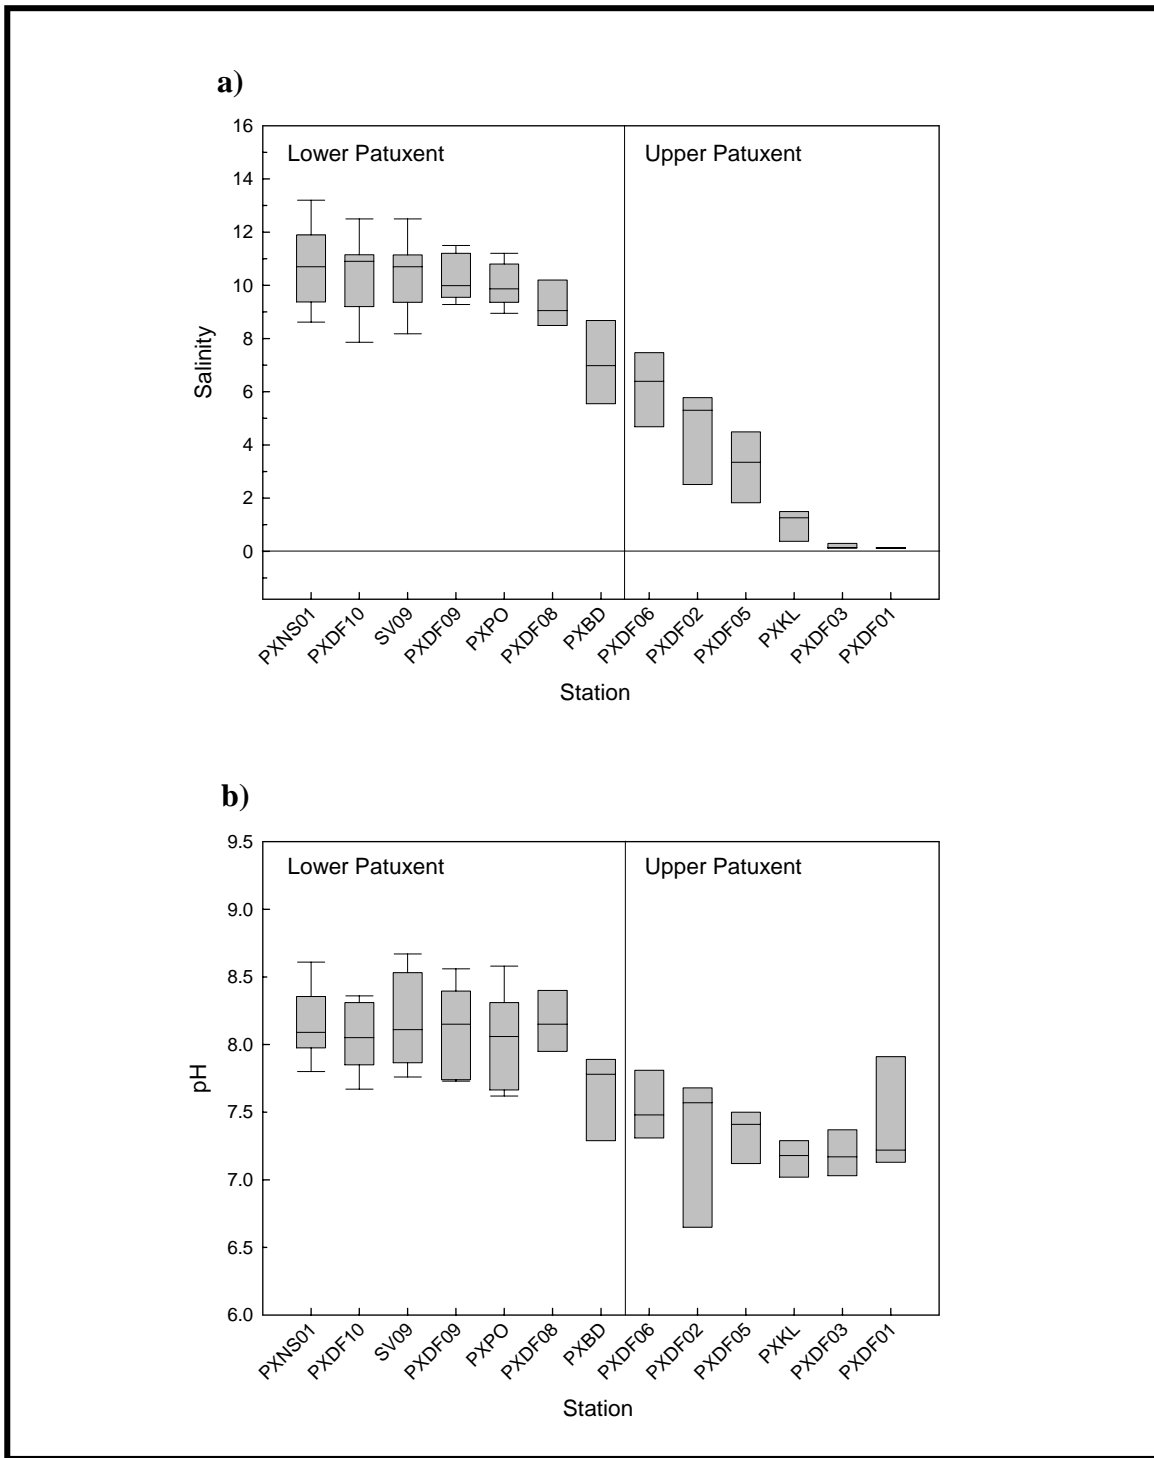 a)
16
14
12
10
8
6
4
2
0
Salinity
Lower Patuxent
Upper Patuxent
PXNS01
PXDF10
SV09
PXDF09
PXPO
PXDF08
PXBD
PXDF06
PXDF02
PXDF05
PXKL
PXDF03
PXDF01
Station
b)
9.5
9.0
8.5
8.0
7.5
7.0
6.5
6.0
pH
Lower Patuxent
Upper Patuxent
PXNS01
PXDF10
SV09
PXDF09
PXPO
PXDF08
PXBD
PXDF06
PXDF02
PXDF05
PXKL
PXDF03
PXDF01
Station